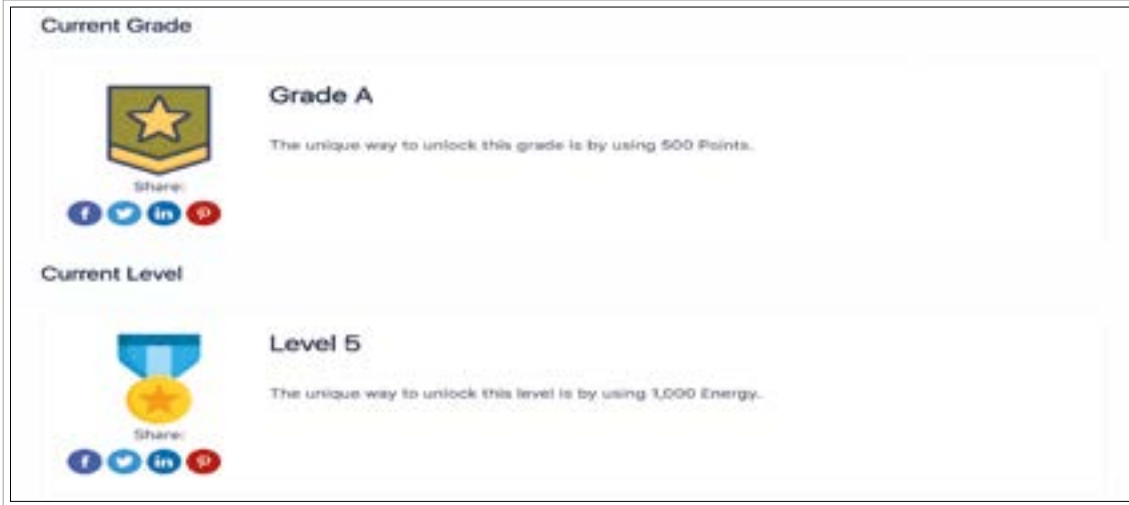 Current Grade
Grade A
The unique way to unlock this grade is by using 500 Points.
Share:
Current Level
Level 5
The unique way to unlock this level is by using 1,000 Energy.
Share: